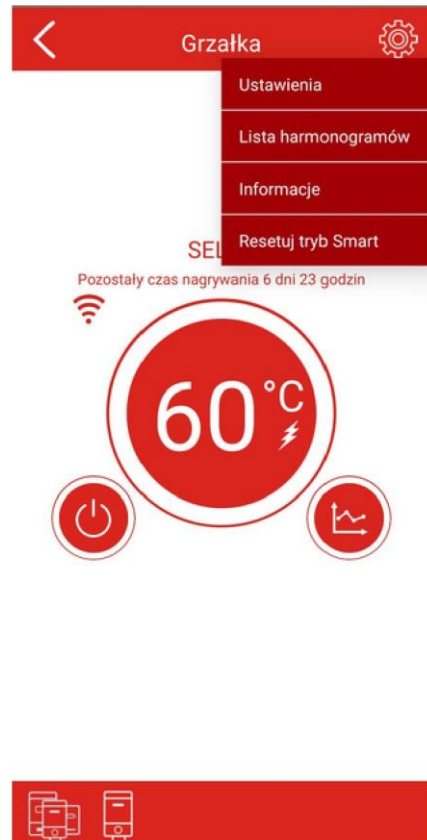 Grzałka
Ustawienia
Lista harmonogramów
Informacje
Resetuj tryb Smart
SEL
Pozostały czas nagrywania 6 dni 23 godzin
60 °C